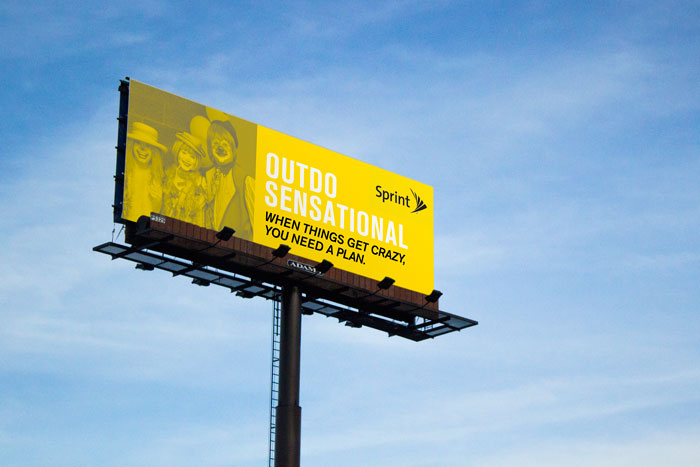 OUTDO
SENSATIONAL
WHEN THINGS GET CRAZY,
YOU NEED A PLAN.
Sprint
ADAMS